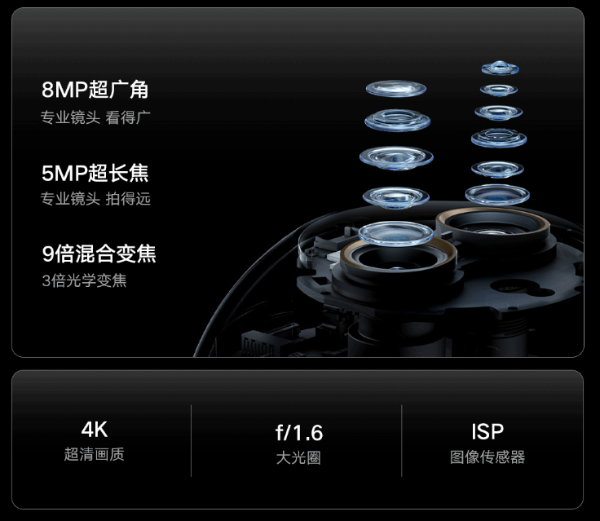 8MP超广角
专业镜头 看得广
5MP超长焦
专业镜头 拍得远
9倍混合变焦
3倍光学变焦
4K
超清画质
f/1.6
大光圈
ISP
图像传感器